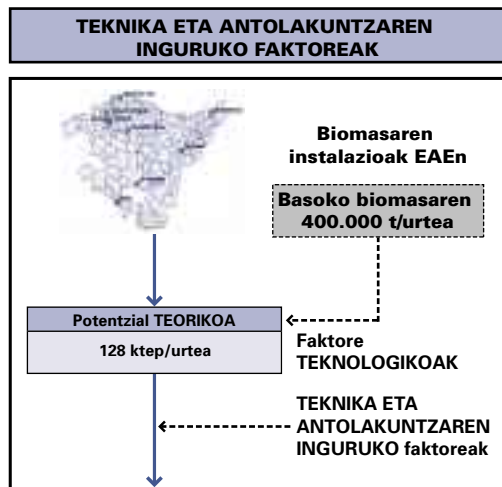 TEKNIKA ETA ANTOLAKUNTZAREN
INGURUKO FAKTOREAK
Biomasaren
instalazioak EAEn
Basoko biomasaren
400.000 t/urtea
Potentzial TEORIKOA
128 ktep/urtea
Faktore
TEKNOLOGIKOAK
TEKNIKA ETA
ANTOLAKUNTZAREN
INGURUKO faktoreak